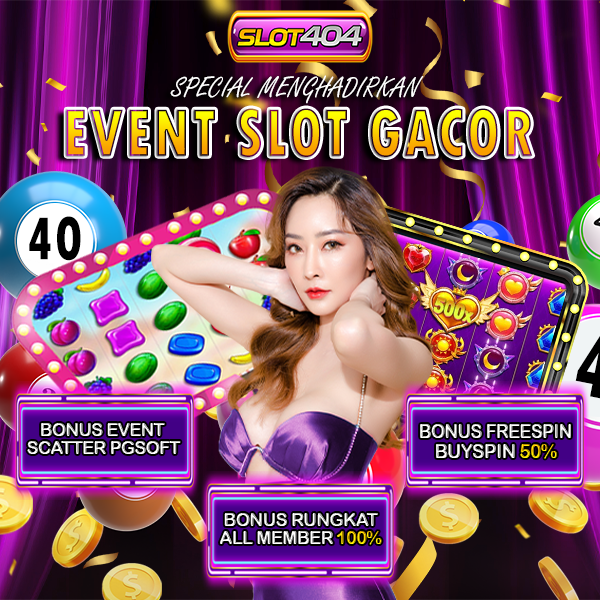 SLOT404
SPECIAL MENGHADIRKAN
EVENT SLOT GACOR
40
500X
BONUS EVENT
SCATTER PGSOFT
BONUS FREESPIN
BUYSPIN 50%
BONUS RUNGKAT
ALL MEMBER 100%